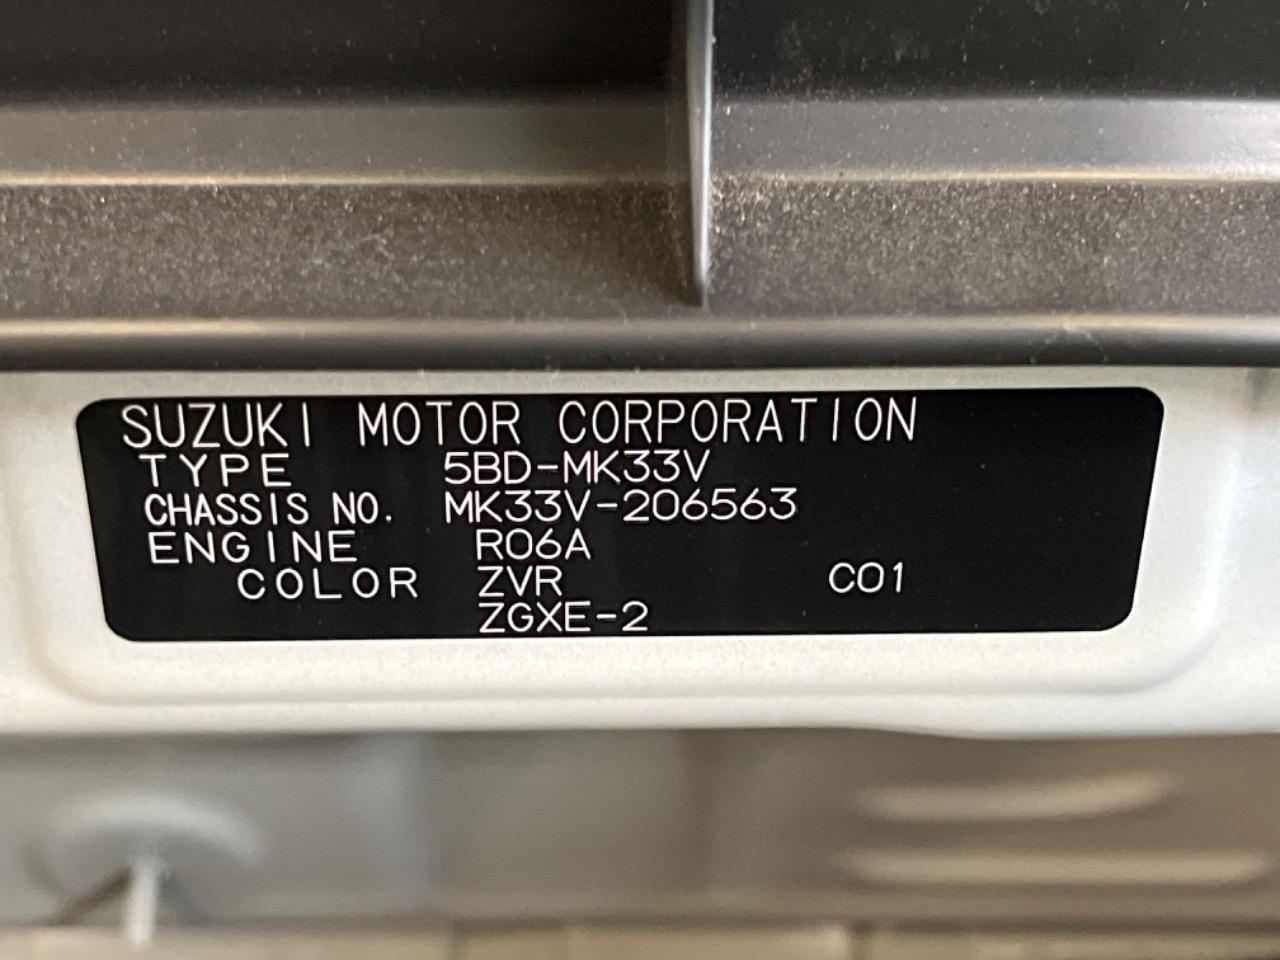 SUZUKI MOTOR CORPORATION
TYPE 5BD-MK33V
CHASSIS NO. MK33V-206563
ENGINE R06A
COLOR ZVR C01
ZGXE-2